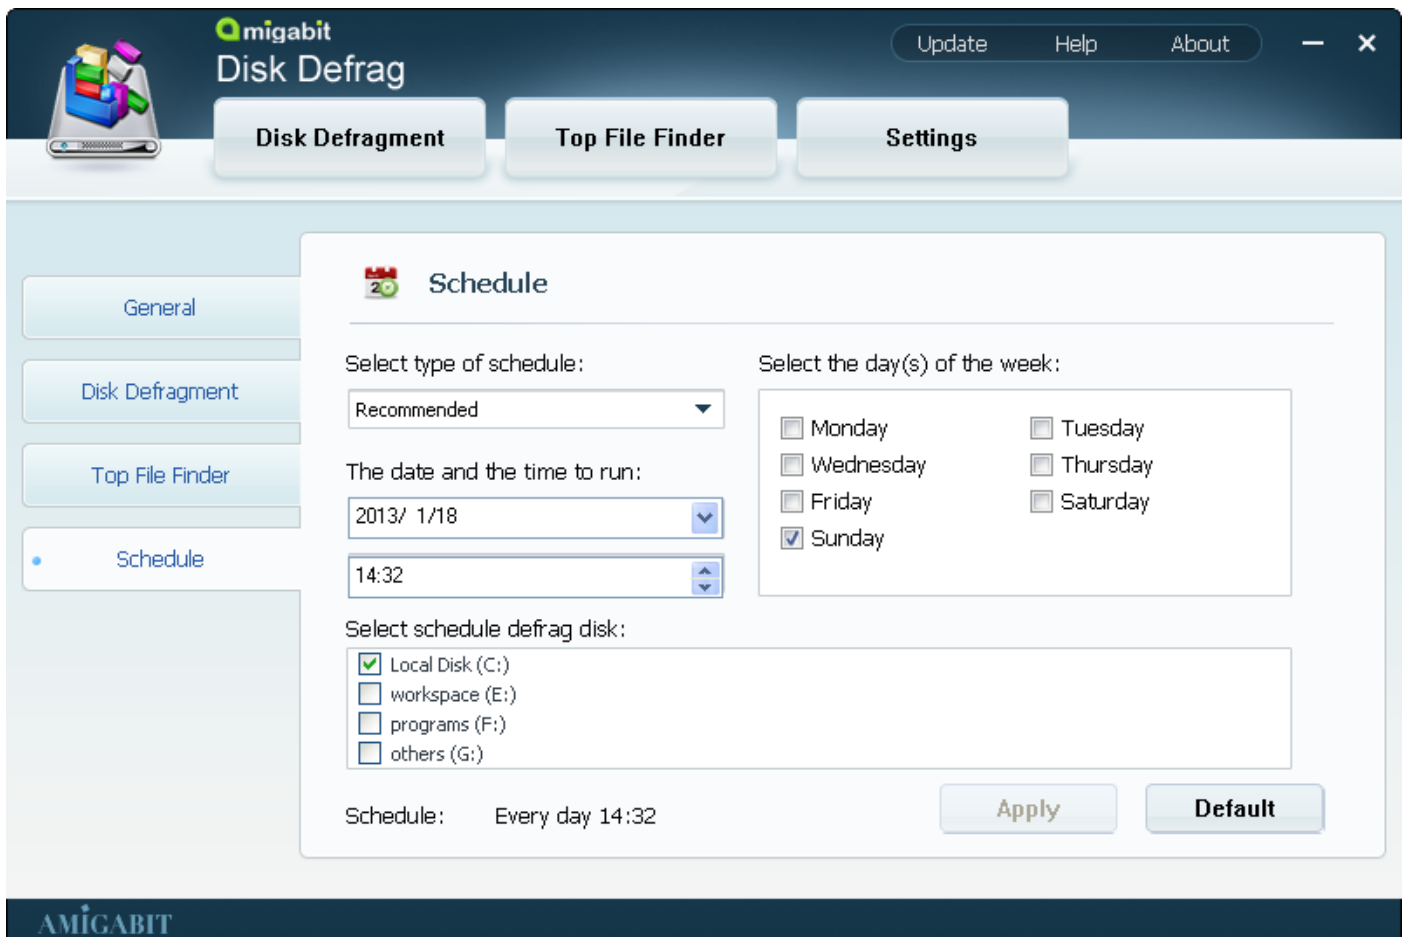 amigabit
Disk Defrag
Update Help About
Disk Defragment Top File Finder Settings
General
Disk Defragment
Top File Finder
Schedule
20
Schedule
Select type of schedule:
Recommended
The date and the time to run:
2013/ 1/18
14:32
Select the day(s) of the week:
Monday Tuesday
Wednesday Thursday
Friday Saturday
Sunday
Select schedule defrag disk:
Local Disk (C:)
workspace (E:)
programs (F:)
others (G:)
Schedule: Every day 14:32
Apply Default
AMIGABIT